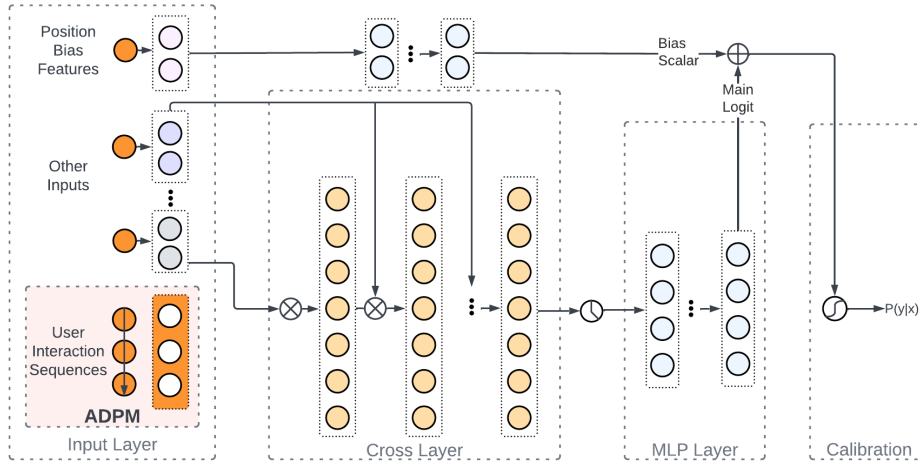 Position
Bias
Features
Bias
Scalar
Main
Logit
Other
Inputs
P(y|x)
User
Interaction
Sequences
ADPM
Input Layer
Cross Layer
MLP Layer
Calibration